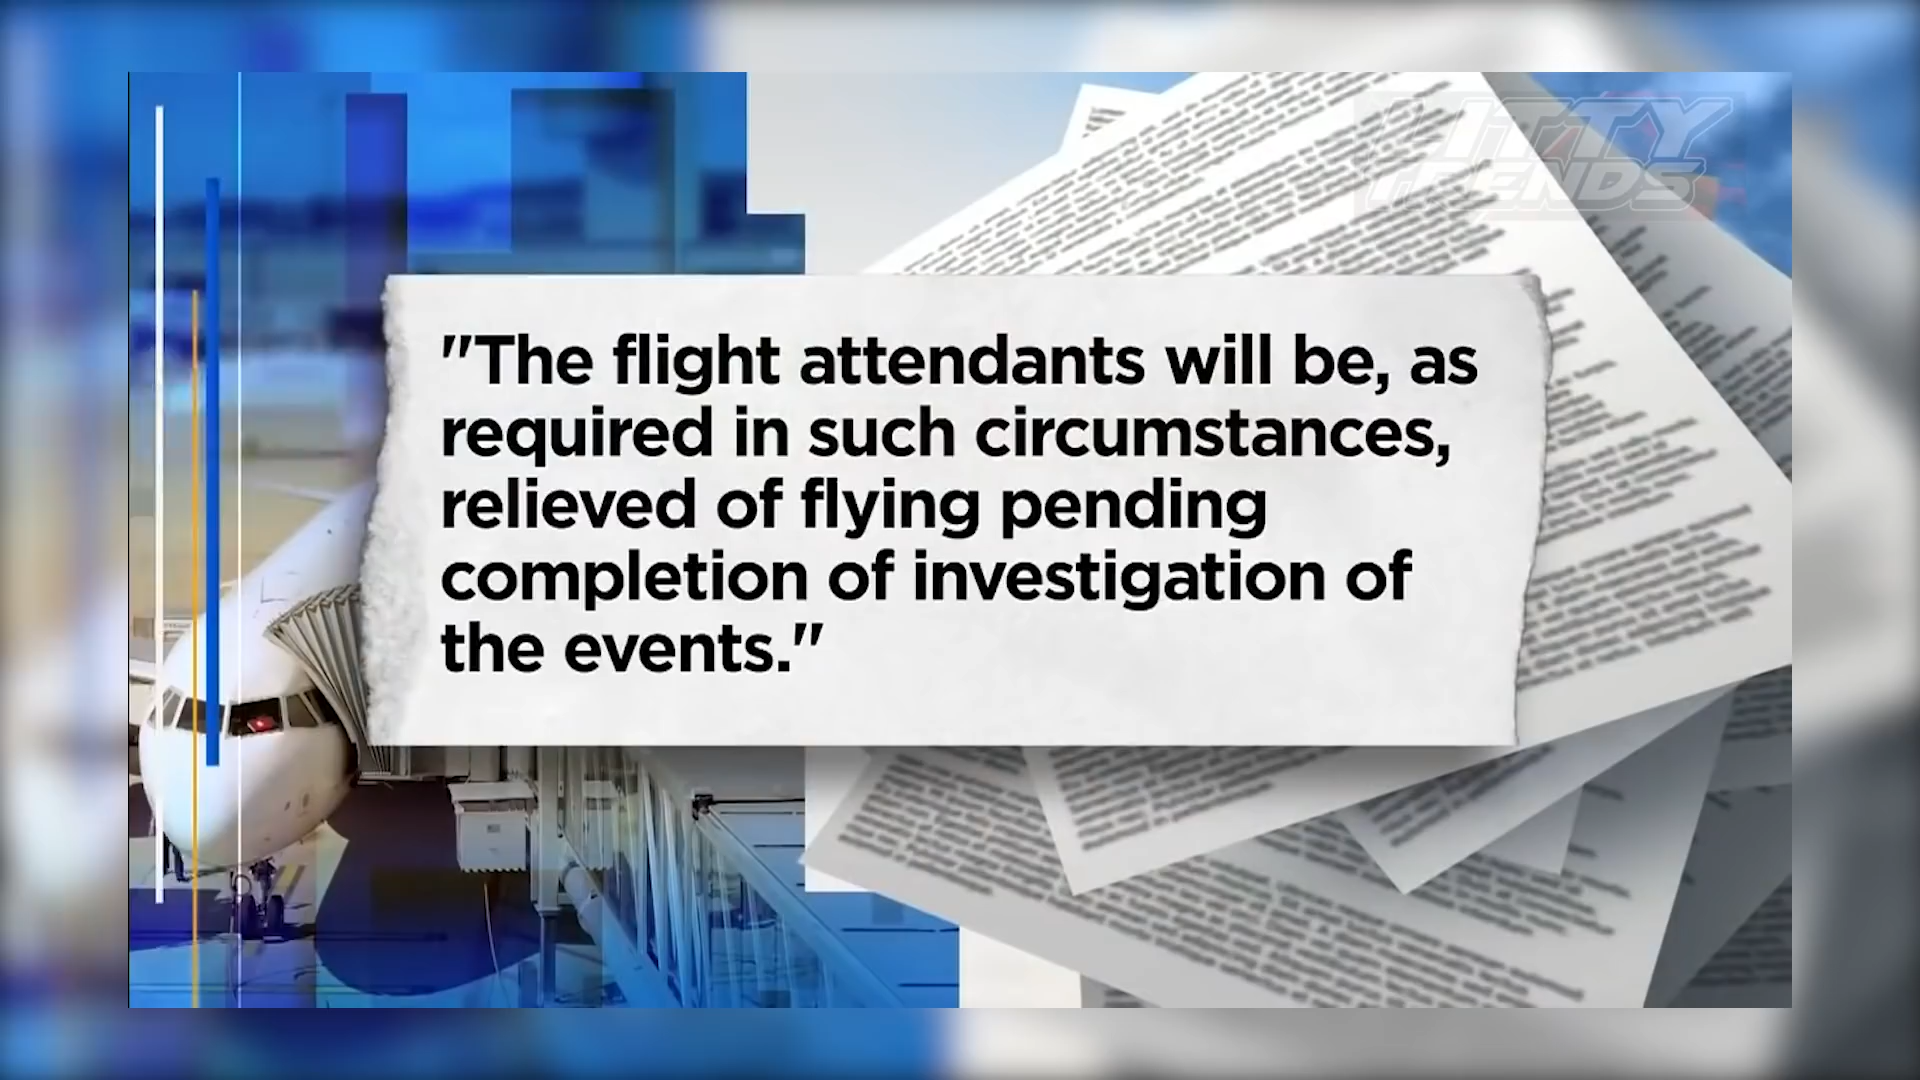 "The flight attendants will be, as
required in such circumstances,
relieved of flying pending
completion of investigation of
the events."
TRENDS